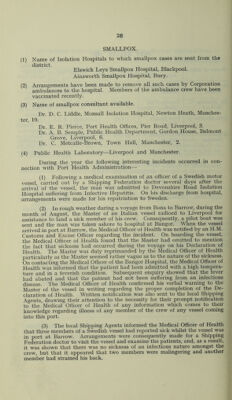 28
SMALLPOX.
(1) Name of Isolation Hospitals to which smallpox cases are sent from the
district.
Elswick Leys Smallpox Hospital, Blackpool.
Ainsworth Smallpox Hospital, Bury.
(2) Arrangements have been made to remove all such cases by Corporation
ambulances to the hospital. Members of the ambulance crew have been
vaccinated recently.
(3) Name of smallpox consultant available.
Dr. D. C. Liddle, Monsall Isolation Hospital, Newton Heath, Manches-
ter, 10.
Dr. E. R. Pierce, Port Health Offices, Pier Head, Liverpool, 3.
Dr. A. B. Semple, Public Health Department, Gordon House, Belmont
Grove, Liverpool, 6.
Dr. C. Metcalfe-Brown, Town Hall, Manchester, 2.
(4) Public Health Laboratory—Liverpool and Manchester.
During the year the following interesting incidents occurred in con-
nection with Port Health Administration—
(1) Following a medical examination of an officer of a Swedish motor
vessel, carried out by a Shipping Federation doctor several days after the
arrival of the vessel, the man was admitted to Devonshire Road Isolation
Hospital suffering from Infective Hepatitis. On his discharge from hospital,
arrangements were made for his repatriation to Sweden.
(2) In rough weather during a voyage from Bona to Barrow, during the
month of August, the Master of an Italian vessel radioed to Liverpool for
assistance to land a sick member of his crew. Consequently, a pilot boat was
sent and the man was taken to hospital at Bangor. When the vessel
arrived in port at Barrow, the Medical Officer of Health was notified by an H.M.
Customs and Excise Officer regarding the incident. On boarding the vessel,
the Medical Officer of Health found that the Master had omitted to mention
the fact that sickness had occurred during the voyage on his Declaration of
Health. The Master was duly cautioned by the Medical Officer of Health,
particularly as the Master seemed rather vague as to the nature of the sickness.
On contacting the Medical Officer of the Bangor Hospital, the Medical Officer of
Health was informed that the patient had been admitted with a high tempera-
ture and in a feverish condition. Subsequent enquiry showed that the fever
had abated and that the patient had not been suffering from an infectious
disease. The Medical Officer of Health confirmed his verbal warning to the
Master of the vessel in writing regarding the proper completion of the De-
claration of Health. Written notification was also sent to the local Shipping
Agents, drawing their attention to the necessity for their prompt notification
to the Medical Officer of Health of any information which comes to their
knowledge regarding illness of any member of the crew of any vessel coming
into this port.
(3) The local Shipping Agents informed the Medical Officer of Health
that three members of a Swedish vessel had reported sick whilst the vessel was
in port at Barrow. Arrangements were consequently made for a Shipping
Federation doctor to visit the vessel and examine the patients, and, as a result,
it was shown that there was no sickness of an infectious nature amongst the
crew, but that it appeared that two members were malingering and another
member had strained his back.